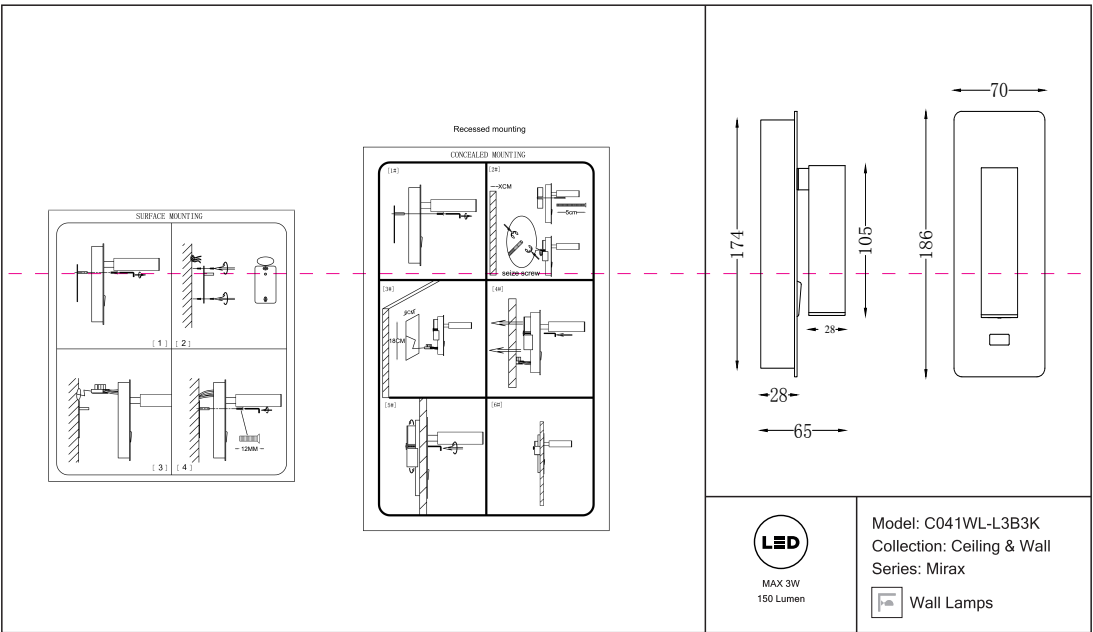 SURFACE MOUNTING
[ 1 ]
[ 2 ]
[ 3 ]
[ 4 ]
12MM
Recessed mounting
CONCEALED MOUNTING
[1#]
[2#]
XCM
5cm
seize screw
[3#]
18CM
[4#]
[5#]
[6#]
174
105
28
28
65
70
186
LED
MAX 3W
150 Lumen
Model: C041WL-L3B3K
Collection: Ceiling & Wall
Series: Mirax
Wall Lamps